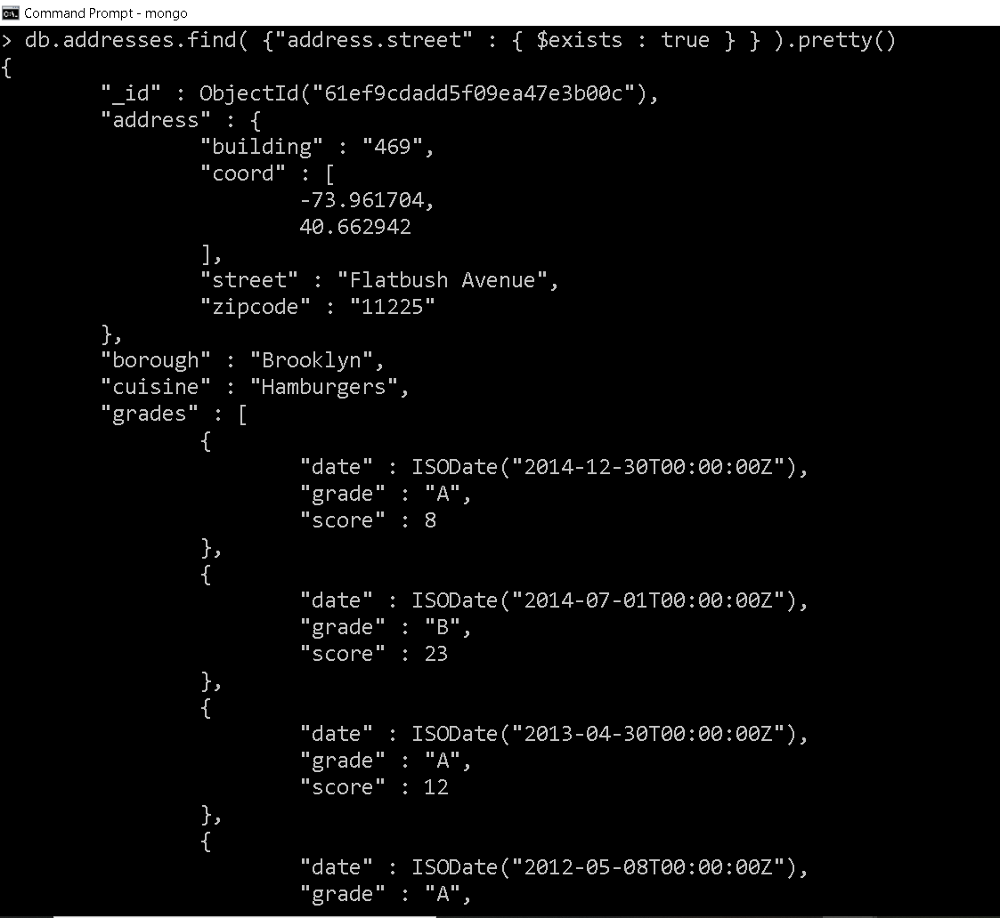 Command Prompt - mongo
> db.addresses.find( {"address.street" : { $exists : true } } ).pretty()
{
"_id" : ObjectId("61ef9cdadd5f09ea47e3b00c"),
"address" : {
"building" : "469",
"coord" : [
-73.961704,
40.662942
],
"street" : "Flatbush Avenue",
"zipcode" : "11225"
},
"borough" : "Brooklyn",
"cuisine" : "Hamburgers",
"grades" : [
{
"date" : ISODate("2014-12-30T00:00:00Z"),
"grade" : "A",
"score" : 8
},
{
"date" : ISODate("2014-07-01T00:00:00Z"),
"grade" : "B",
"score" : 23
},
{
"date" : ISODate("2013-04-30T00:00:00Z"),
"grade" : "A",
"score" : 12
},
{
"date" : ISODate("2012-05-08T00:00:00Z"),
"grade" : "A",